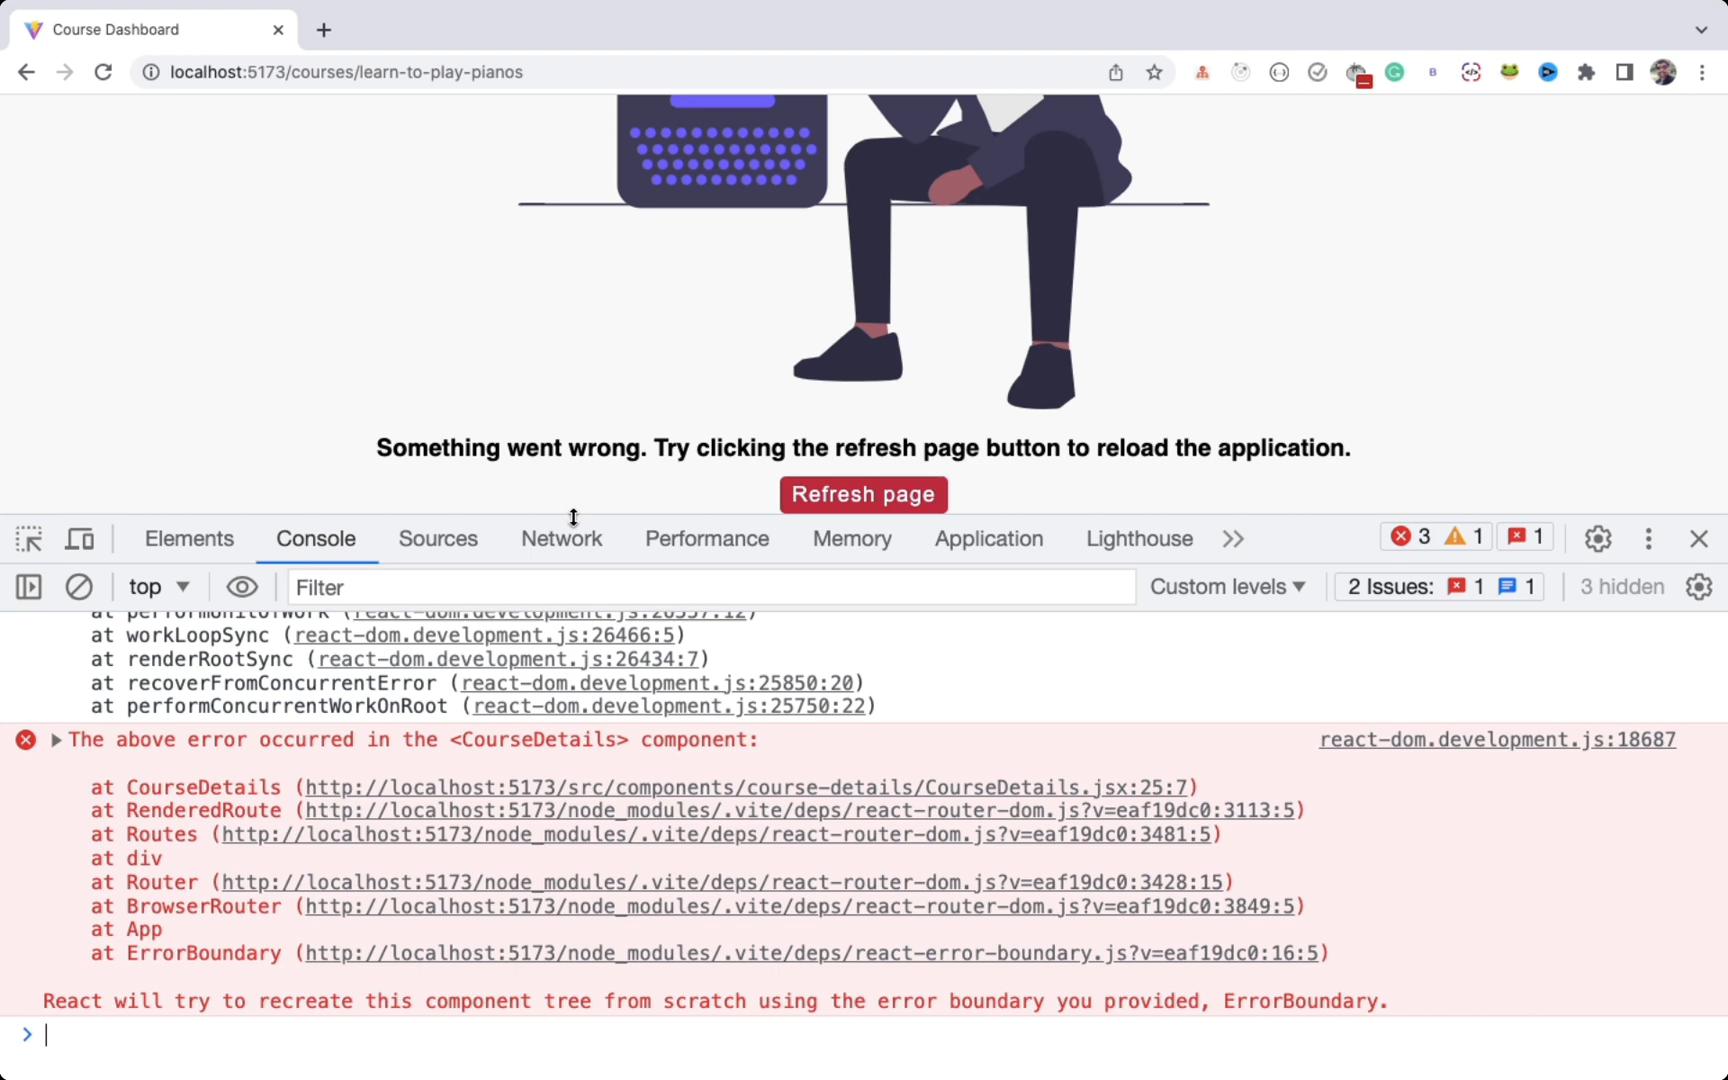 Course Dashboard
localhost:5173/courses/learn-to-play-pianos
Something went wrong. Try clicking the refresh page button to reload the application.
Refresh page
Elements Console Sources Network Performance Memory Application Lighthouse 3 1 1
top Filter Custom levels 2 Issues: 1 1 3 hidden
at workLoopSync (react-dom.development.js:26466:5)
at renderRootSync (react-dom.development.js:26434:7)
at recoverFromConcurrentError (react-dom.development.js:25850:20)
at performConcurrentWorkOnRoot (react-dom.development.js:25750:22)
The above error occurred in the <CourseDetails> component: react-dom.development.js:18687
at CourseDetails (http://localhost:5173/src/components/course-details/CourseDetails.jsx:25:7)
at RenderedRoute (http://localhost:5173/node_modules/.vite/deps/react-router-dom.js?v=eaf19dc0:3113:5)
at Routes (http://localhost:5173/node_modules/.vite/deps/react-router-dom.js?v=eaf19dc0:3481:5)
at div
at Router (http://localhost:5173/node_modules/.vite/deps/react-router-dom.js?v=eaf19dc0:3428:15)
at BrowserRouter (http://localhost:5173/node_modules/.vite/deps/react-router-dom.js?v=eaf19dc0:3849:5)
at App
at ErrorBoundary (http://localhost:5173/node_modules/.vite/deps/react-error-boundary.js?v=eaf19dc0:16:5)
React will try to recreate this component tree from scratch using the error boundary you provided, ErrorBoundary.